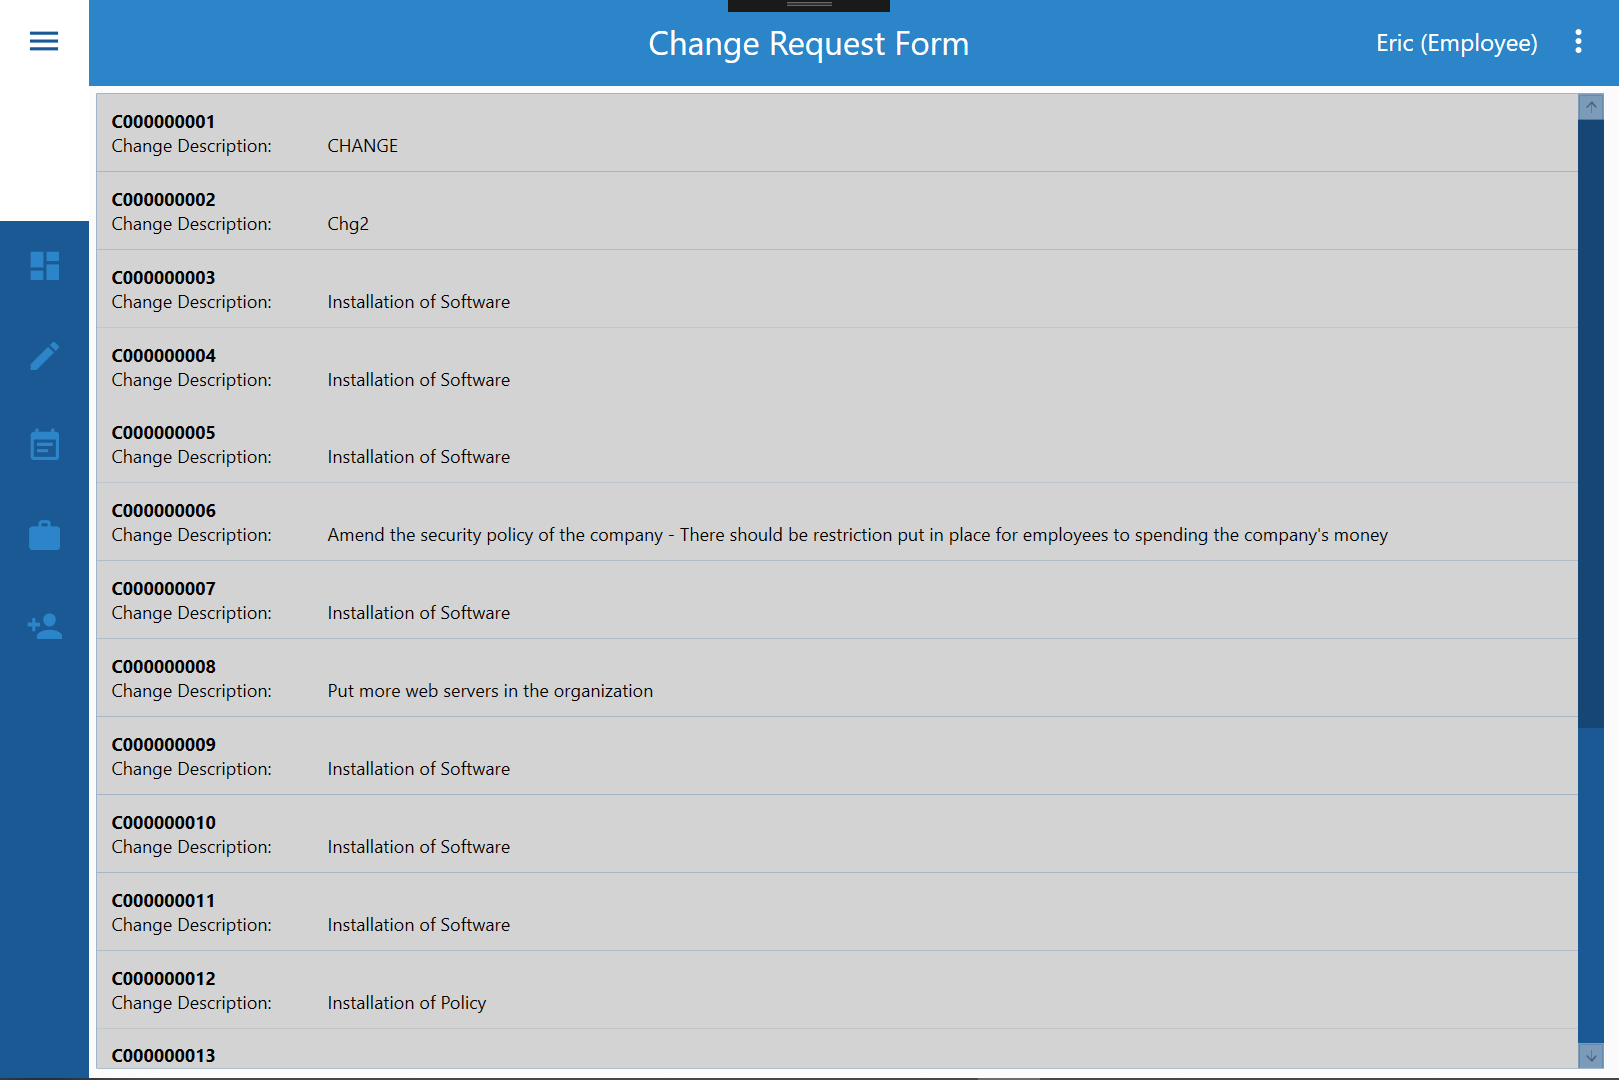 Change Request Form
Eric (Employee)
C000000001
Change Description: CHANGE
C000000002
Change Description: Chg2
C000000003
Change Description: Installation of Software
C000000004
Change Description: Installation of Software
C000000005
Change Description: Installation of Software
C000000006
Change Description: Amend the security policy of the company - There should be restriction put in place for employees to spending the company's money
C000000007
Change Description: Installation of Software
C000000008
Change Description: Put more web servers in the organization
C000000009
Change Description: Installation of Software
C000000010
Change Description: Installation of Software
C000000011
Change Description: Installation of Software
C000000012
Change Description: Installation of Policy
C000000013